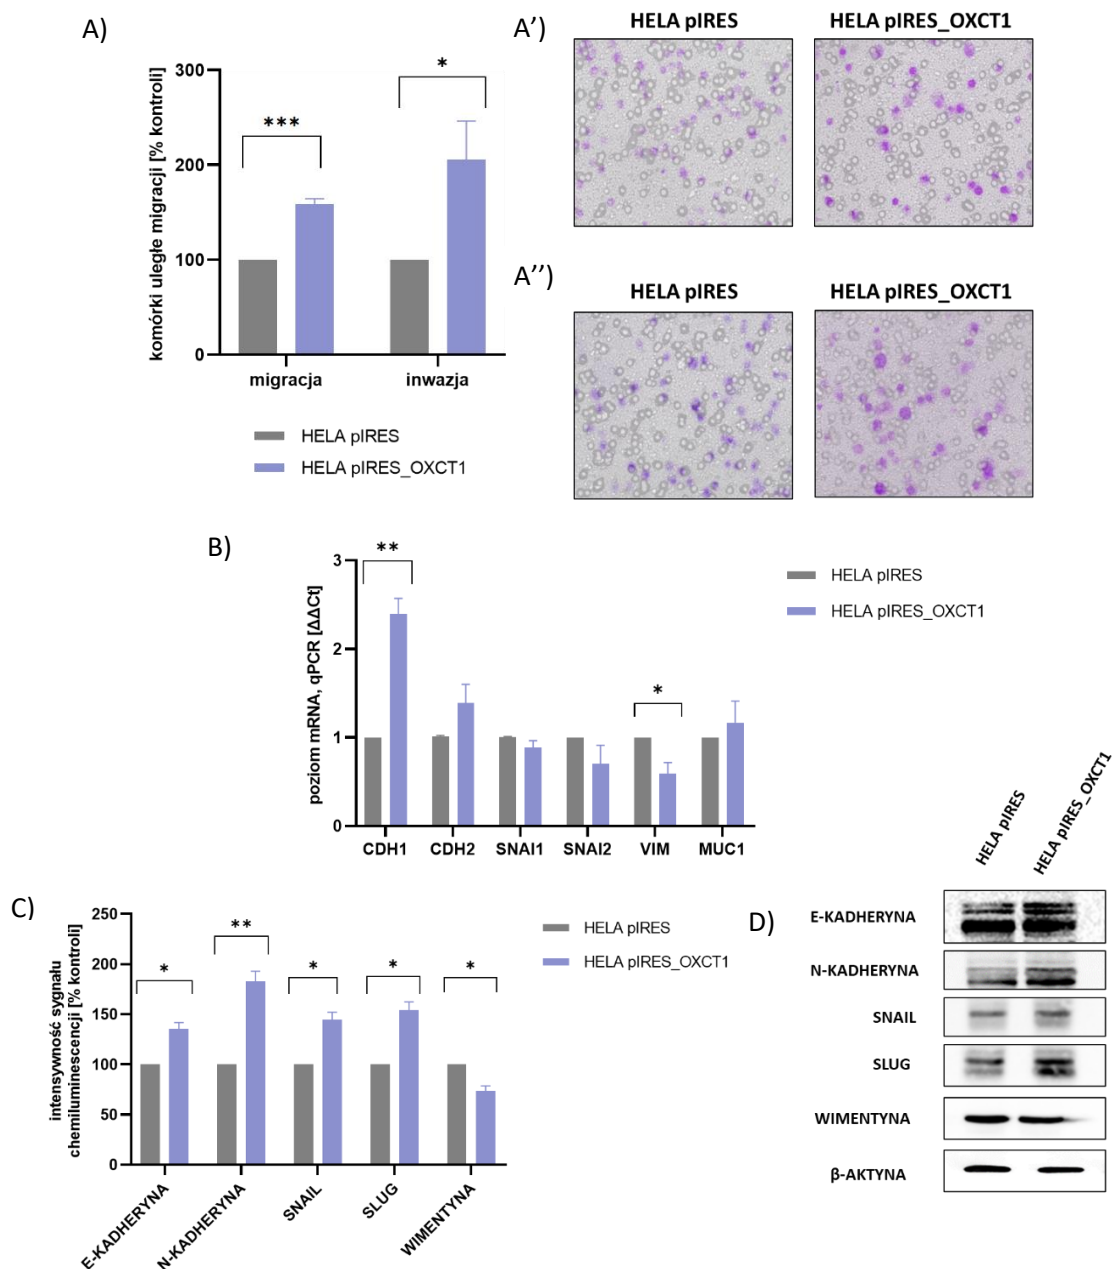 A)
300
200
100
0
komórki uległe migracji [% kontroli]
***
*
migracja
inwazja
HELA pIRES
HELA pIRES_OXCT1
A')
HELA pIRES
HELA pIRES_OXCT1
A'')
HELA pIRES
HELA pIRES_OXCT1
B)
3
2
1
0
poziom mRNA, qPCR [ΔΔCt]
**
*
CDH1
CDH2
SNAI1
SNAI2
VIM
MUC1
HELA pIRES
HELA pIRES_OXCT1
C)
250
200
150
100
50
0
intensywność sygnału
chemiluminescencji [% kontroli]
*
**
*
*
*
E-KADHERYNA
N-KADHERYNA
SNAIL
SLUG
WIMENTYNA
HELA pIRES
HELA pIRES_OXCT1
D)
HELA pIRES
HELA pIRES_OXCT1
E-KADHERYNA
N-KADHERYNA
SNAIL
SLUG
WIMENTYNA
β-AKTYNA